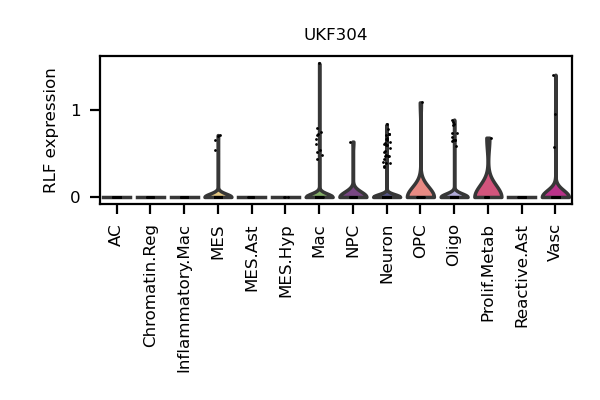 UKF304
RLF expression
1
0
AC
Chromatin.Reg
Inflammatory.Mac
MES
MES.Ast
MES.Hyp
Mac
NPC
Neuron
OPC
Oligo
Prolif.Metab
Reactive.Ast
Vasc